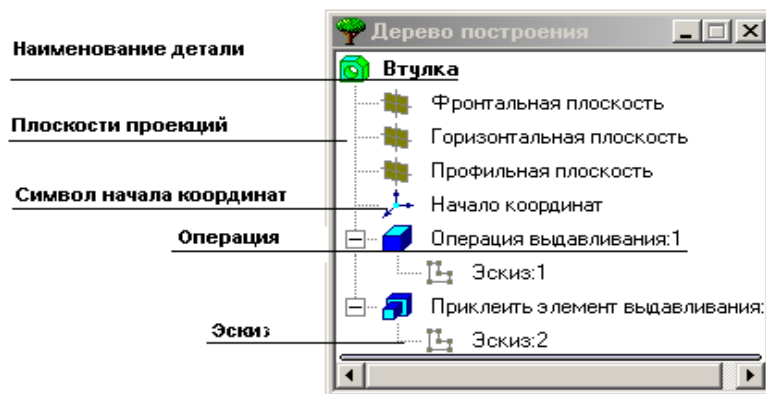 Дерево построения
Наименование детали
Втулка
Фронтальная плоскость
Плоскости проекций
Горизонтальная плоскость
Профильная плоскость
Символ начала координат
Начало координат
Операция
Операция выдавливания:1
Эскиз:1
Приклеить элемент выдавливания:
Эскиз
Эскиз:2